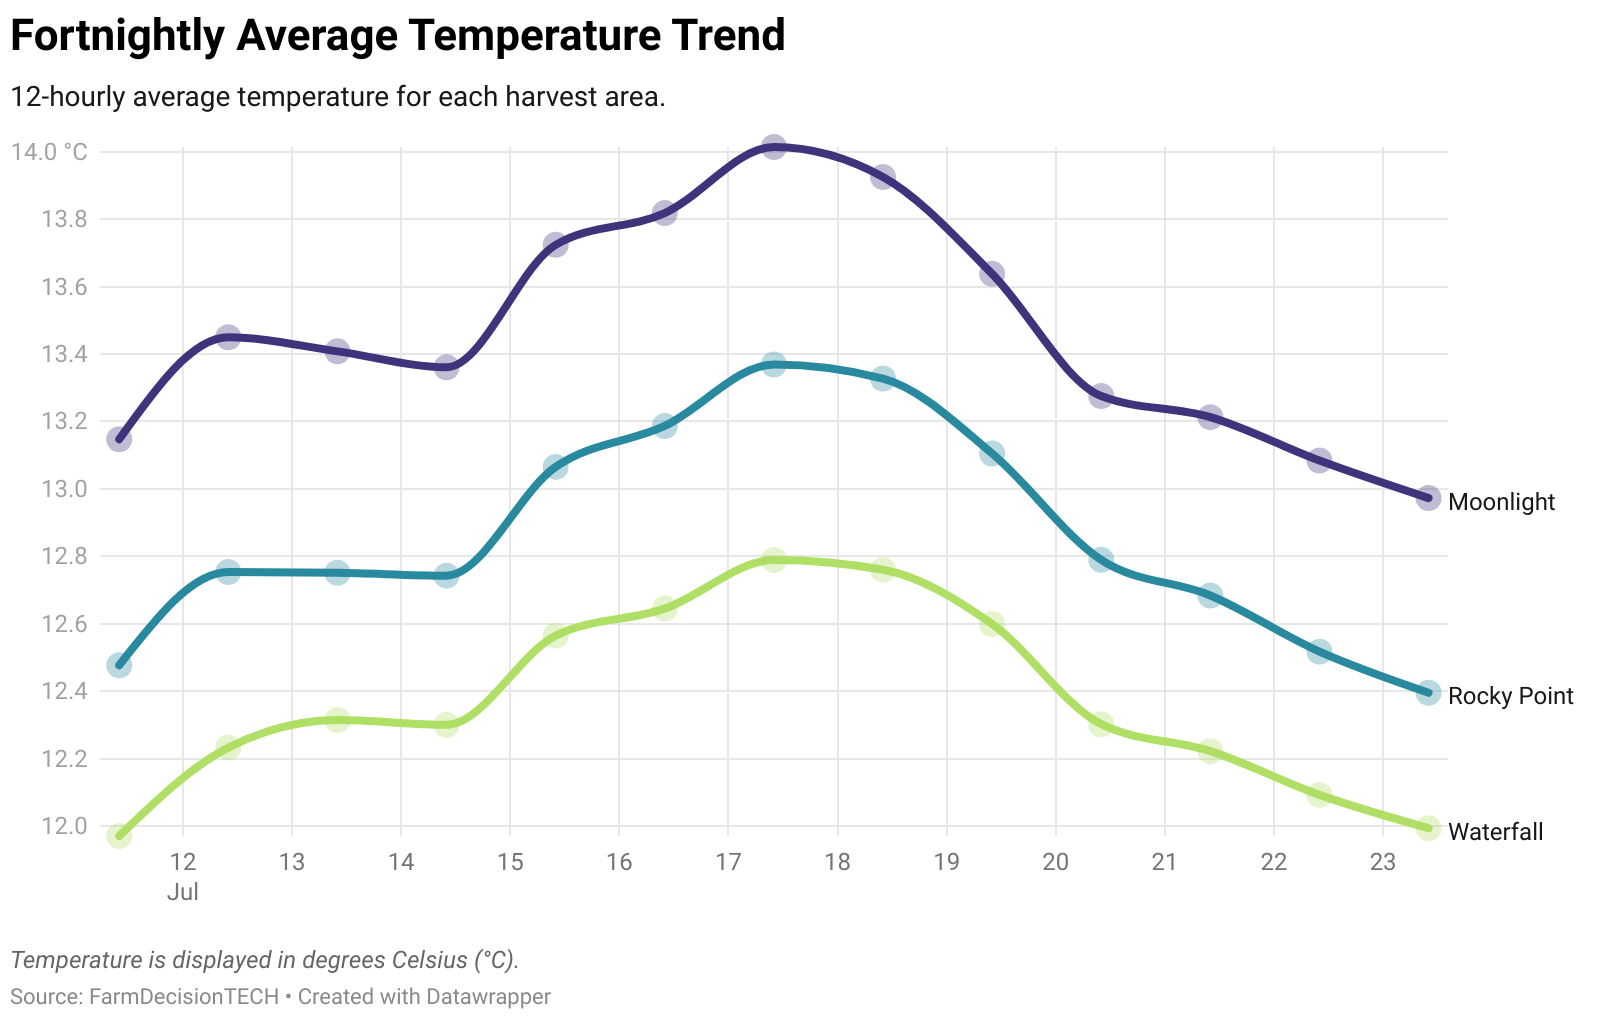 Fortnightly Average Temperature Trend
12-hourly average temperature for each harvest area.
14.0 °C
13.8
13.6
13.4
13.2
13.0
12.8
12.6
12.4
12.2
12.0
Moonlight
Rocky Point
Waterfall
12 13 14 15 16 17 18 19 20 21 22 23
Jul
Temperature is displayed in degrees Celsius (°C).
Source: FarmDecisionTECH • Created with Datawrapper